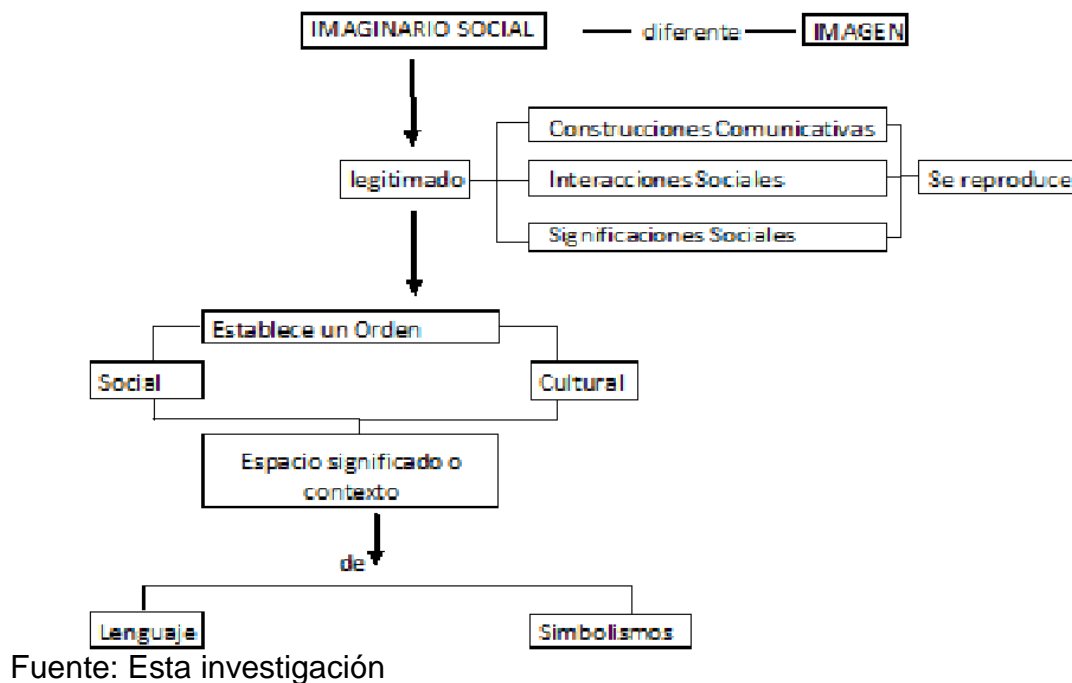 IMAGINARIO SOCIAL diferente IMAGEN
Construcciones Comunicativas
legitimado Interacciones Sociales Se reproduce
Significaciones Sociales
Establece un Orden
Social Cultural
Espacio significado o
contexto
de
Lenguaje Simbolismos
Fuente: Esta investigación